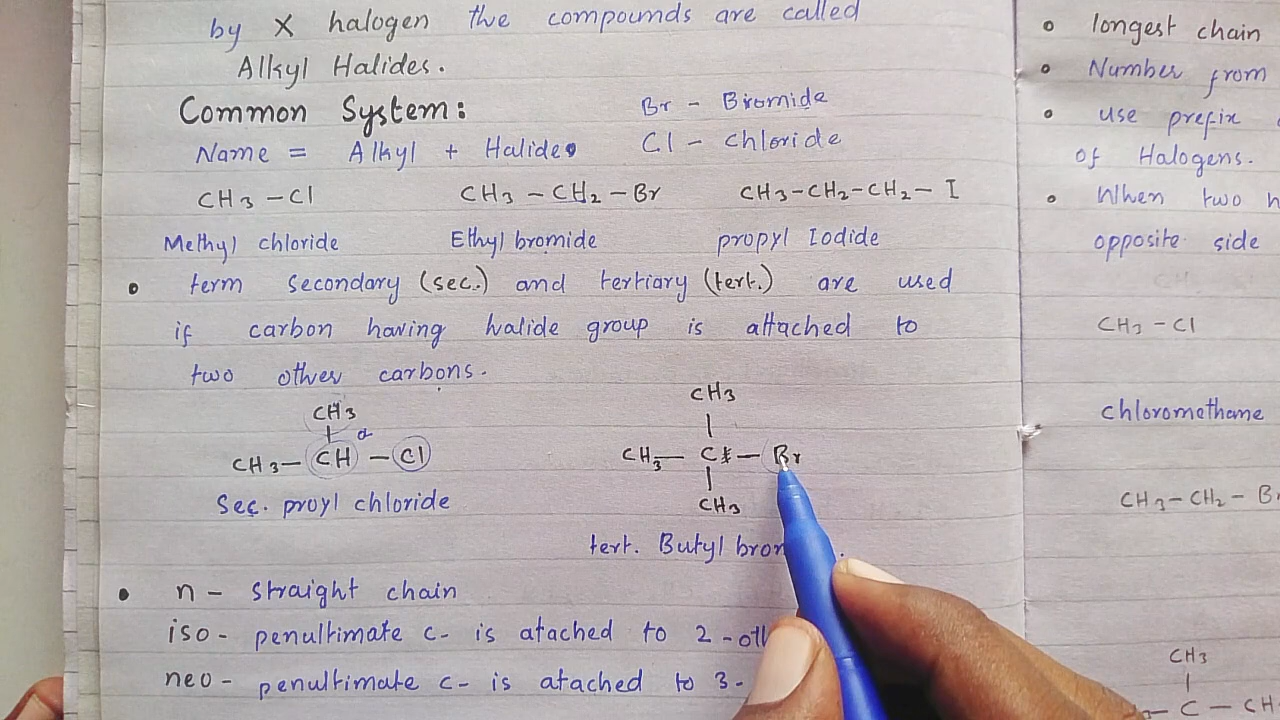 by X halogen the compounds are called
Alkyl Halides.
Common System:
Br - Bromide
Name = Alkyl + Halides
Cl - chloride
CH3 - Cl
CH3 - CH2 - Br
CH3-CH2-CH2- I
Methyl chloride
Ethyl bromide
propyl Iodide
• term secondary (sec.) and tertiary (tert.) are used
if carbon having halide group is attached to
two other carbons.
CH3
|
α
CH3 - CH - Cl
Sec. proyl chloride
CH3
|
CH3 - C - Br
|
CH3
tert. Butyl brom
• n - straight chain
iso - penultimate c- is atached to 2 -
neo - penultimate c- is atached to 3 -
• longest chain
• Number from
• use prefix
of Halogens.
• When two
opposite side
CH3 - Cl
chloromethane
CH3 - CH2 - Br
CH3
|
- C - CH